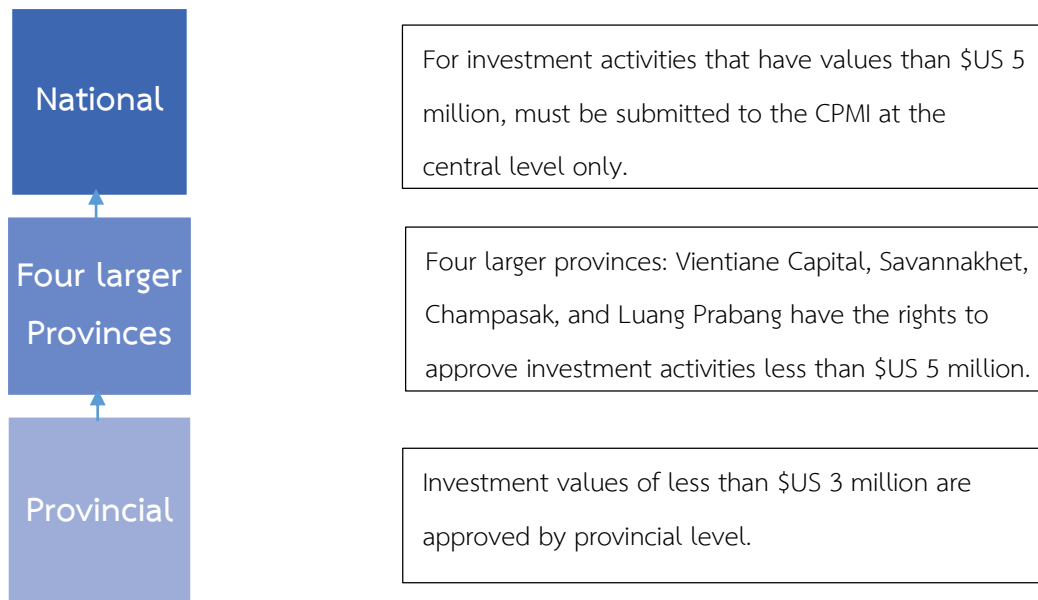 National
For investment activities that have values than $US 5
million, must be submitted to the CPMI at the
central level only.
Four larger
Provinces
Four larger provinces: Vientiane Capital, Savannakhet,
Champasak, and Luang Prabang have the rights to
approve investment activities less than $US 5 million.
Provincial
Investment values of less than $US 3 million are
approved by provincial level.